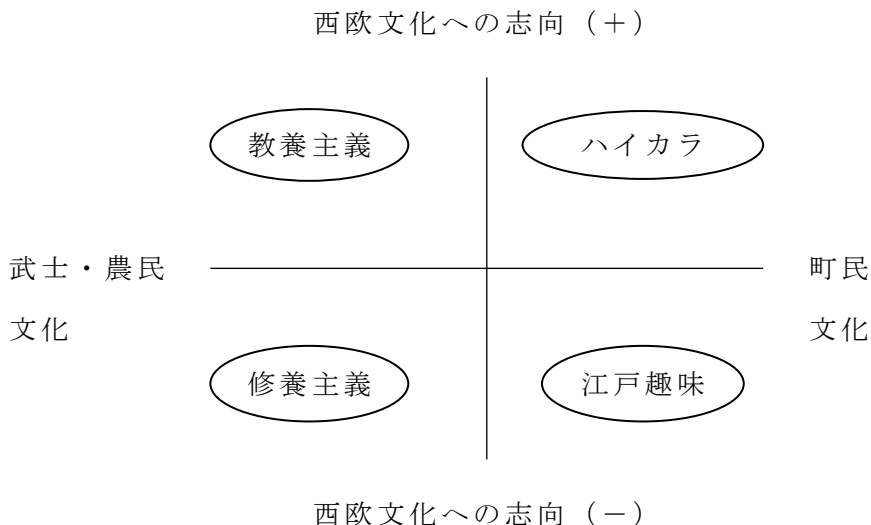 西欧文化への志向(+)
教養主義
ハイカラ
武士・農民
文化
町民
文化
修養主義
江戸趣味
西欧文化への志向(-)